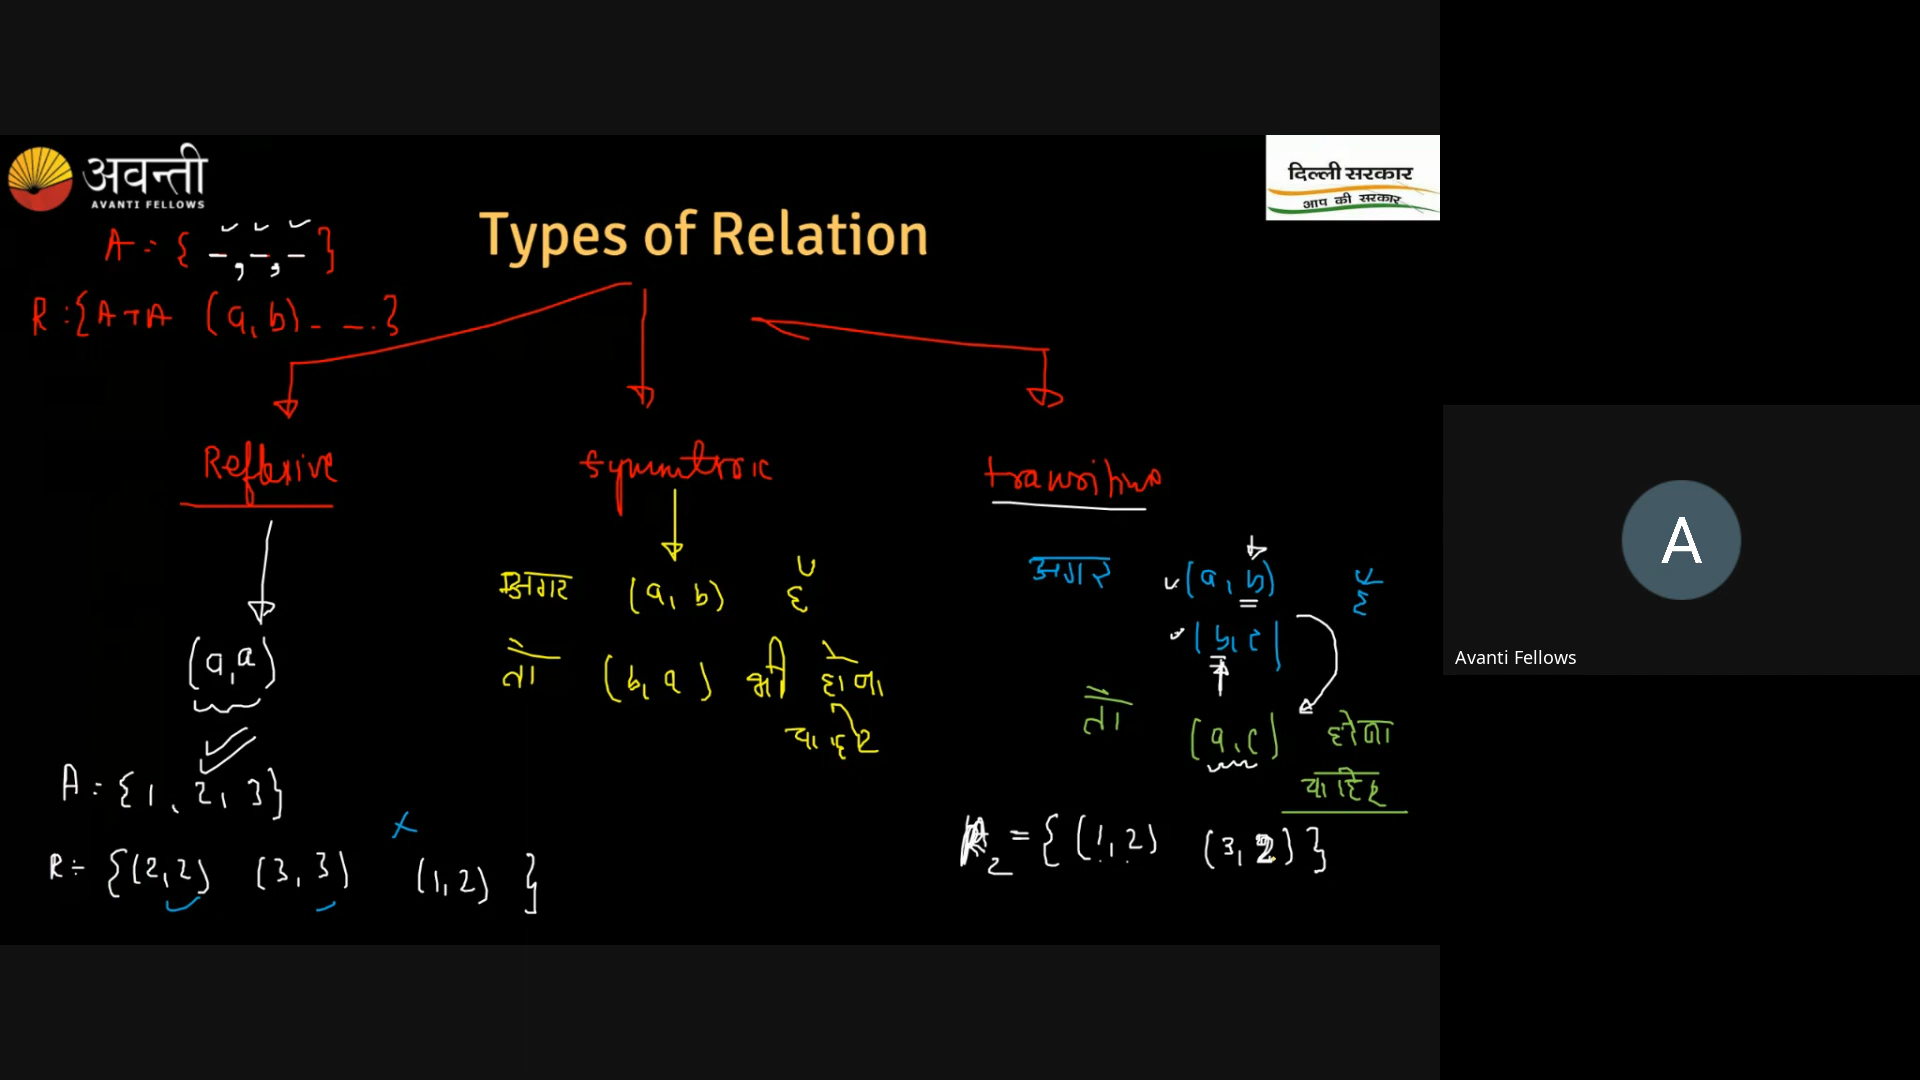 अवन्ती
AVANTI FELLOWS
दिल्ली सरकार
आप की सरकार
Types of Relation
A = { _, _, _ }
R : { A → A (a, b) - - . }
Reflexive
Symmetric
transitive
अगर (a, b) है
तो (b, a) भी होना
चाहिए
अगर (a, b) है
(b, c)
तो (a, c) होना
चाहिए
(a, a)
A = {1, 2, 3}
R = {(2,2) (3,3) (1,2) }
R2 = {(1,2) (3,2)}
A
Avanti Fellows